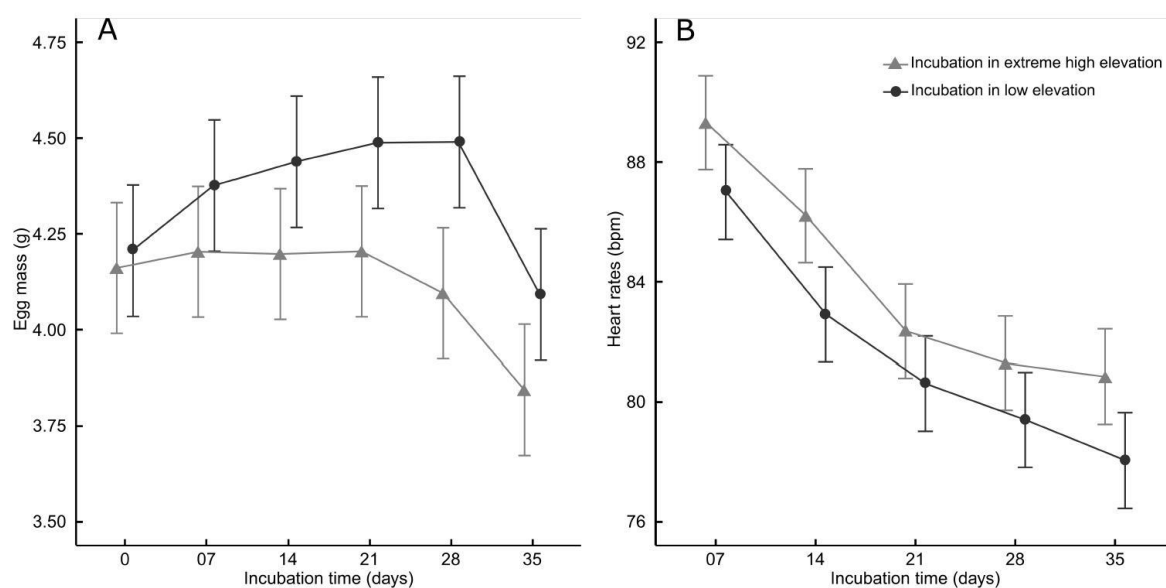 A
4.75
4.50
4.25
4.00
3.75
3.50
Egg mass (g)
0 07 14 21 28 35
Incubation time (days)
B
92
88
84
80
76
Heart rates (bpm)
Incubation in extreme high elevation
Incubation in low elevation
07 14 21 28 35
Incubation time (days)